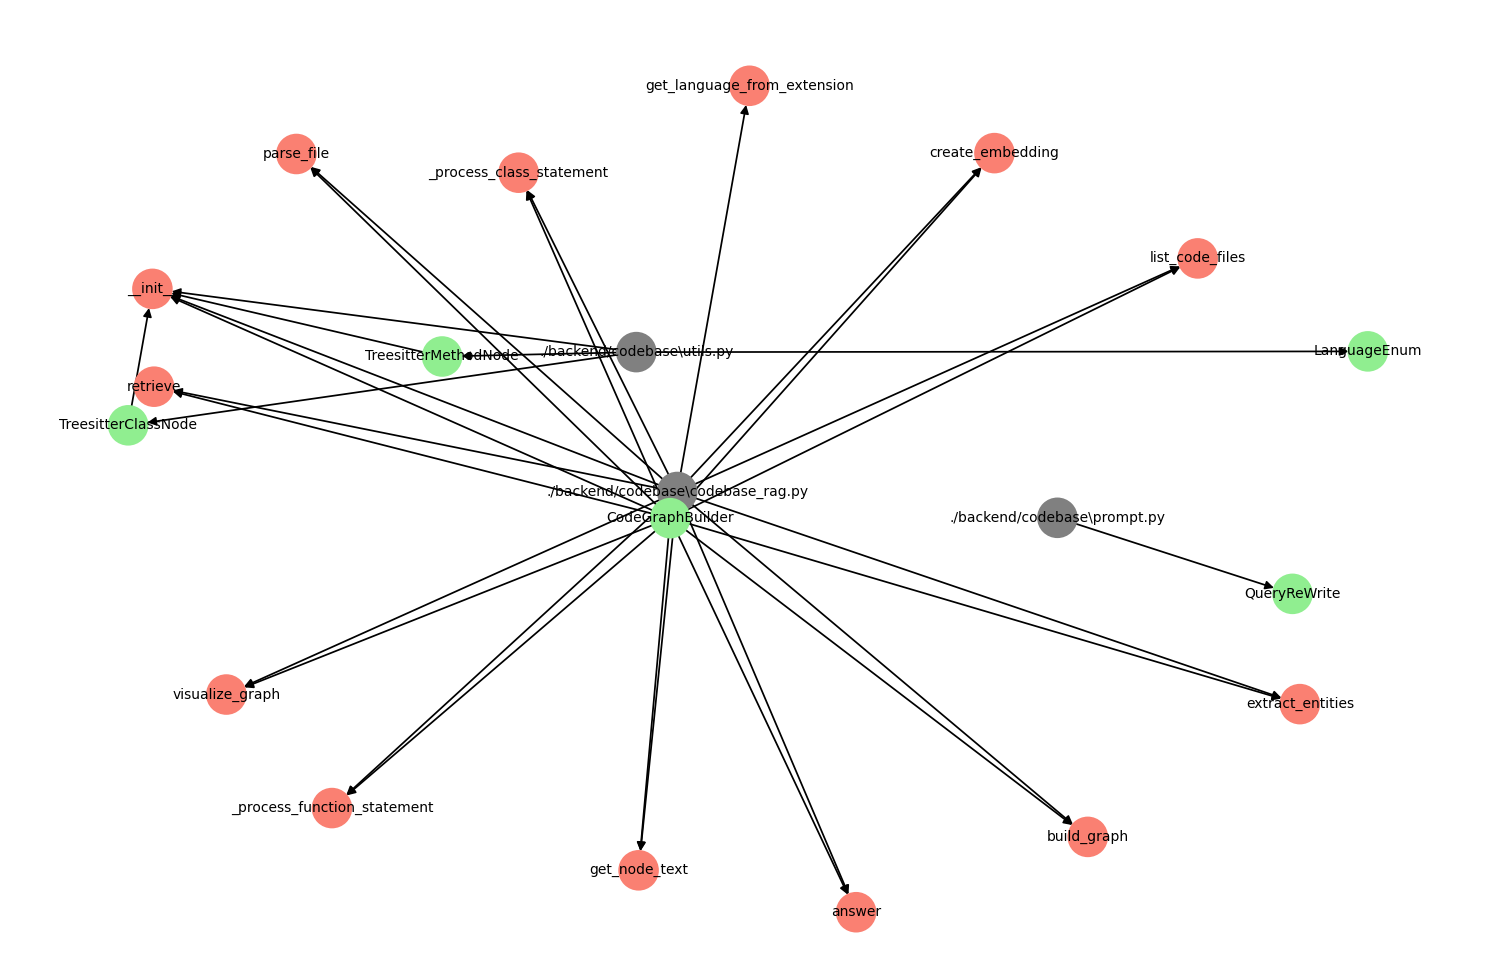 get_language_from_extension
parse_file
create_embedding
_process_class_statement
list_code_files
__init__
TreesitterMethodNode
./backend/codebase\utils.py
LanguageEnum
retrieve
TreesitterClassNode
./backend/codebase\codebase_rag.py
CodeGraphBuilder
./backend/codebase\prompt.py
QueryReWrite
visualize_graph
extract_entities
_process_function_statement
build_graph
get_node_text
answer